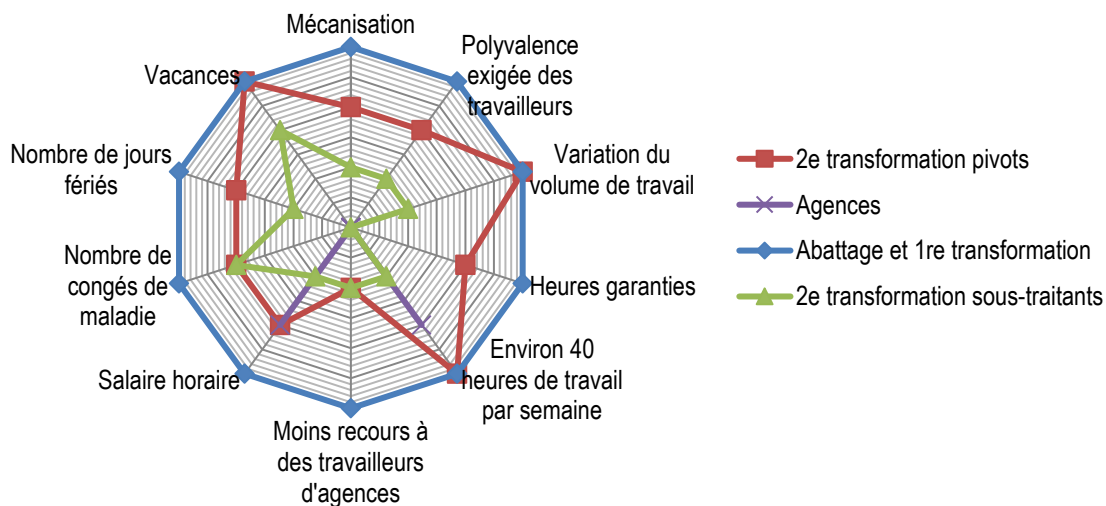 Mécanisation
Polyvalence
exigée des
travailleurs
Variation du
volume de travail
Heures garanties
Environ 40
heures de travail
par semaine
Moins recours à
des travailleurs
d'agences
Salaire horaire
Nombre de
congés de
maladie
Nombre de jours
fériés
Vacances
2e transformation pivots
Agences
Abattage et 1re transformation
2e transformation sous-traitants